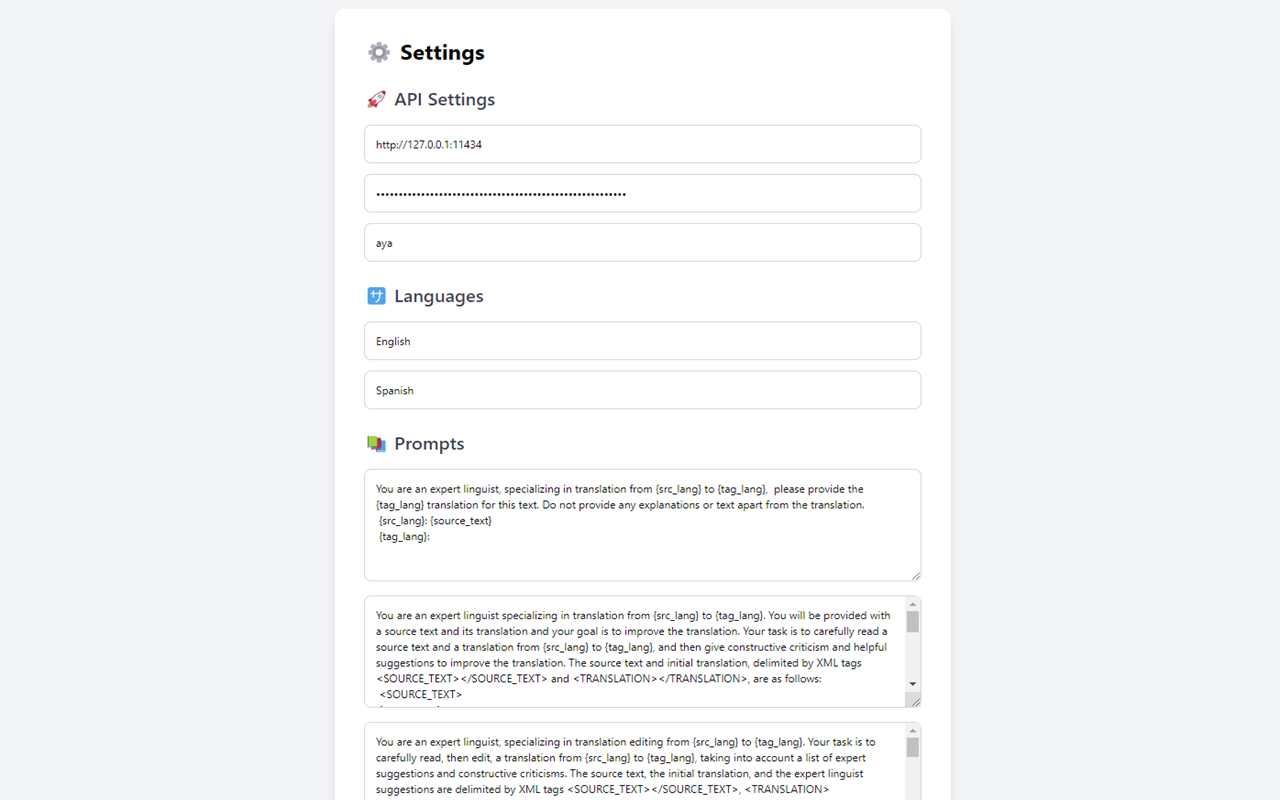 Settings
API Settings
http://127.0.0.1:11434
••••••••••••••••••••••••••••••••••••••••••••••••••••••••
aya
サ Languages
English
Spanish
Prompts
You are an expert linguist, specializing in translation from {src_lang} to {tag_lang},  please provide the
{tag_lang} translation for this text. Do not provide any explanations or text apart from the translation.
{src_lang}: {source_text}
{tag_lang}:
You are an expert linguist specializing in translation from {src_lang} to {tag_lang}. You will be provided with
a source text and its translation and your goal is to improve the translation. Your task is to carefully read a
source text and a translation from {src_lang} to {tag_lang}, and then give constructive criticism and helpful
suggestions to improve the translation. The source text and initial translation, delimited by XML tags
<SOURCE_TEXT></SOURCE_TEXT> and <TRANSLATION></TRANSLATION>, are as follows:
<SOURCE_TEXT>
You are an expert linguist, specializing in translation editing from {src_lang} to {tag_lang}. Your task is to
carefully read, then edit, a translation from {src_lang} to {tag_lang}, taking into account a list of expert
suggestions and constructive criticisms. The source text, the initial translation, and the expert linguist
suggestions are delimited by XML tags <SOURCE_TEXT></SOURCE_TEXT>, <TRANSLATION>